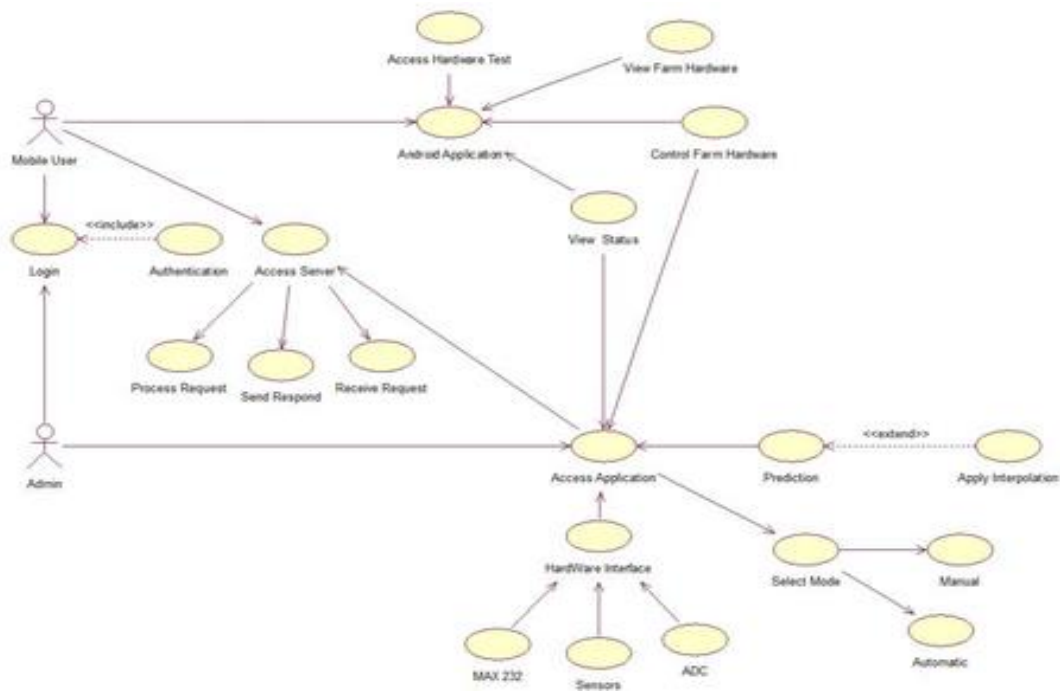 Access Hardware Test
View Farm Hardware
Mobile User
Android Application
Control Farm Hardware
<<include>>
View Status
Login
Authentication
Access Server
Process Request
Send Respond
Receive Request
<<extend>>
Admin
Access Application
Prediction
Apply Interpolation
HardWare Interface
Select Mode
Manual
MAX 232
Sensors
ADC
Automatic